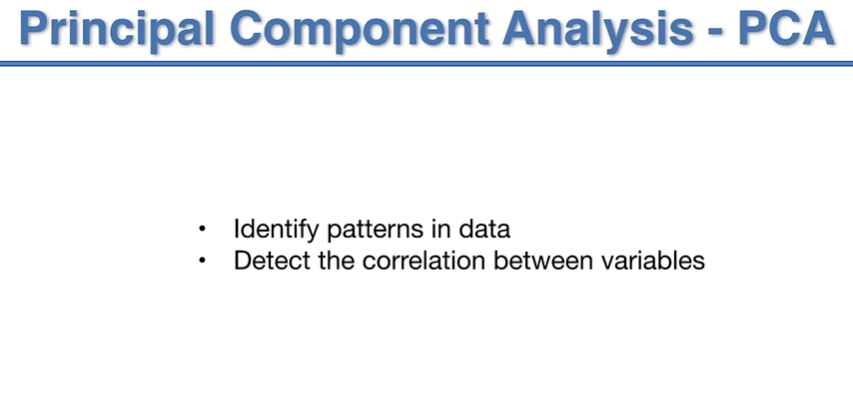 Principal Component Analysis - PCA
• Identify patterns in data
• Detect the correlation between variables